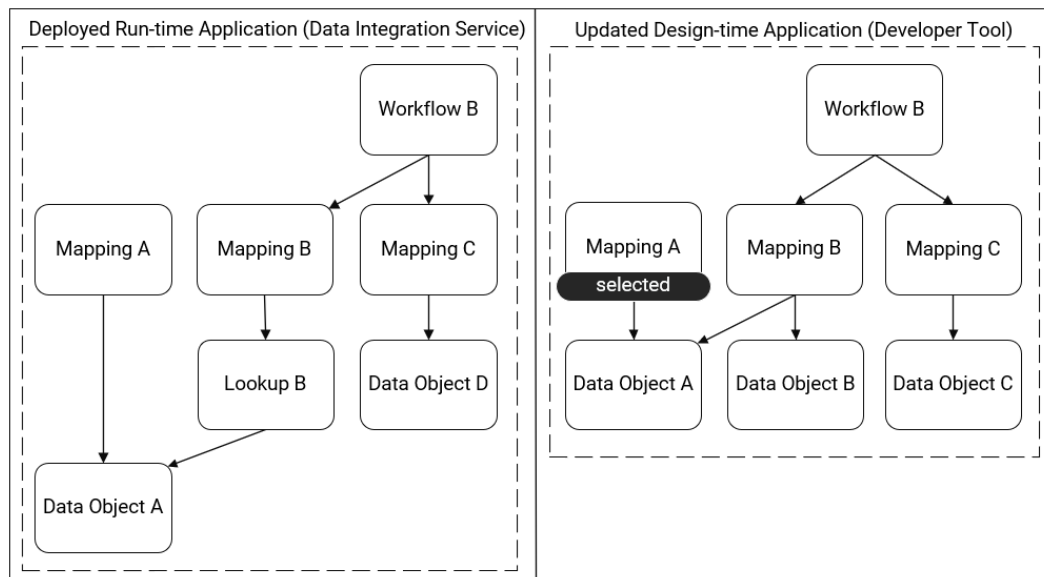 Deployed Run-time Application (Data Integration Service)
Workflow B
Mapping A
Mapping B
Mapping C
Lookup B
Data Object D
Data Object A
Updated Design-time Application (Developer Tool)
Workflow B
Mapping A
selected
Mapping B
Mapping C
Data Object A
Data Object B
Data Object C